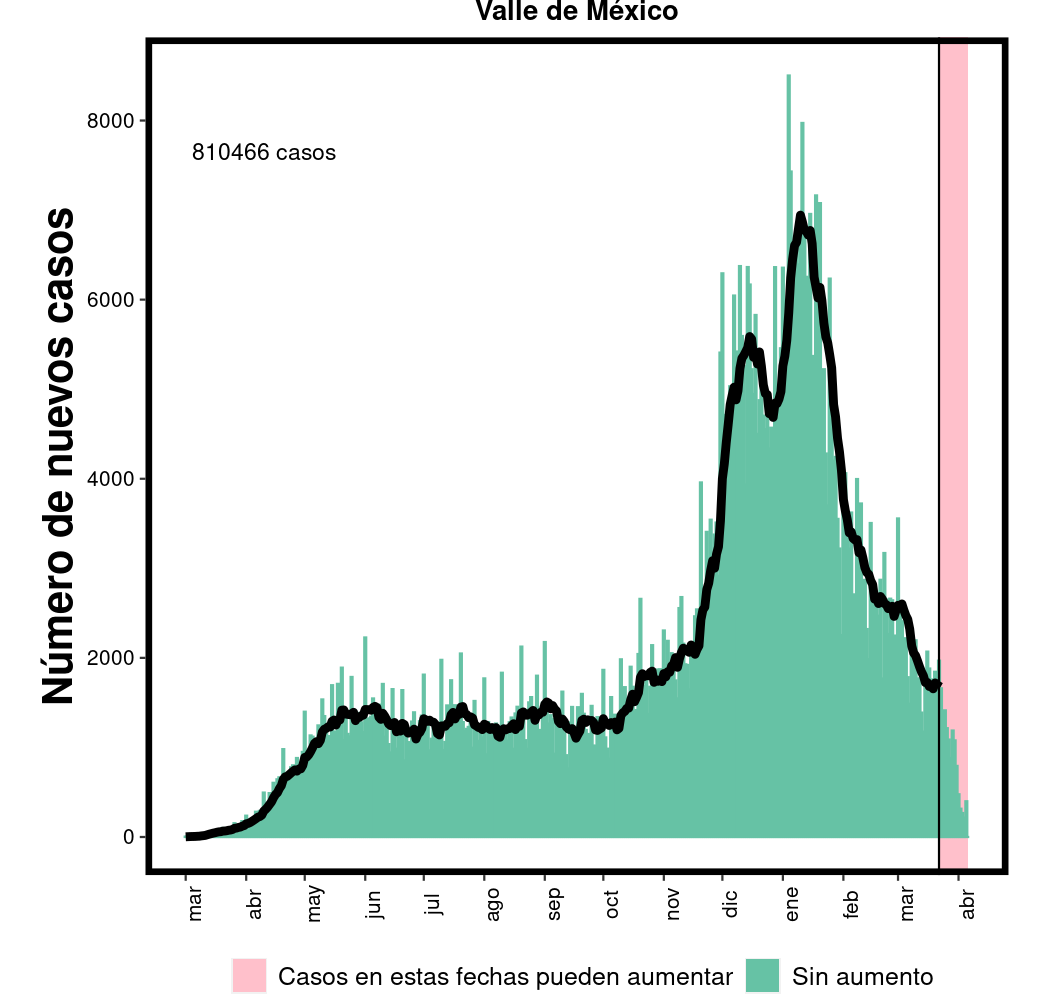 Valle de México
Número de nuevos casos
8000
6000
4000
2000
0
810466 casos
mar
abr
may
jun
jul
ago
sep
oct
nov
dic
ene
feb
mar
abr
Casos en estas fechas pueden aumentar
Sin aumento